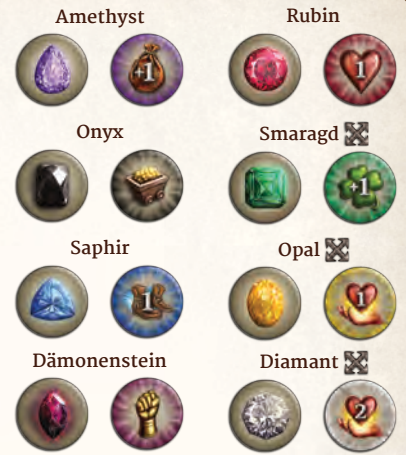 Amethyst
+1
Rubin
1
Onyx
Smaragd
+1
Saphir
1
Opal
1
Dämonenstein
Diamant
2